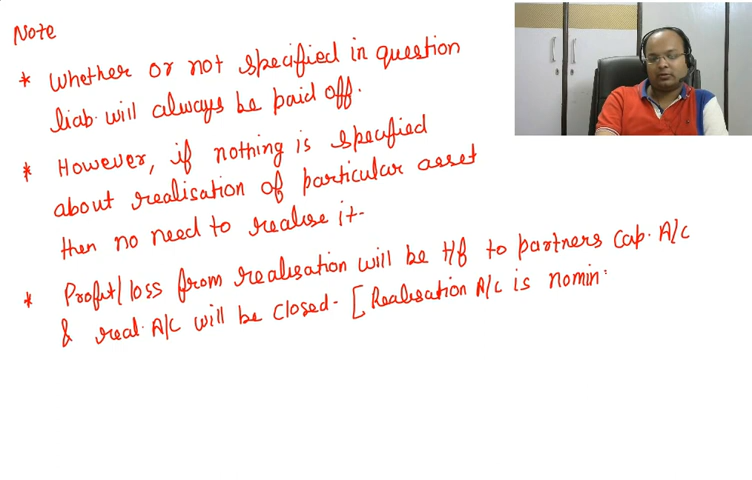 Note
* Whether or not specified in question
liab. will always be paid off.
* However, if nothing is specified
about realisation of particular asset
then no need to realise it-
* Profit/loss from realisation will be t/f to partners cap. A/c
& real. A/c will be closed- [Realisation A/c is nomin